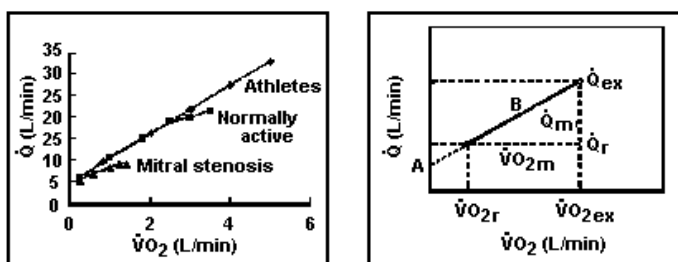 35
30
25
20
15
10
5
0
Q̇ (L/min)
Athletes
Normally
active
Mitral stenosis
0 2 4 6
V̇O₂ (L/min)
Q̇ (L/min)
A
B
Q̇ex
Q̇m
Q̇r
V̇O₂m
V̇O₂r V̇O₂ex
V̇O₂ (L/min)